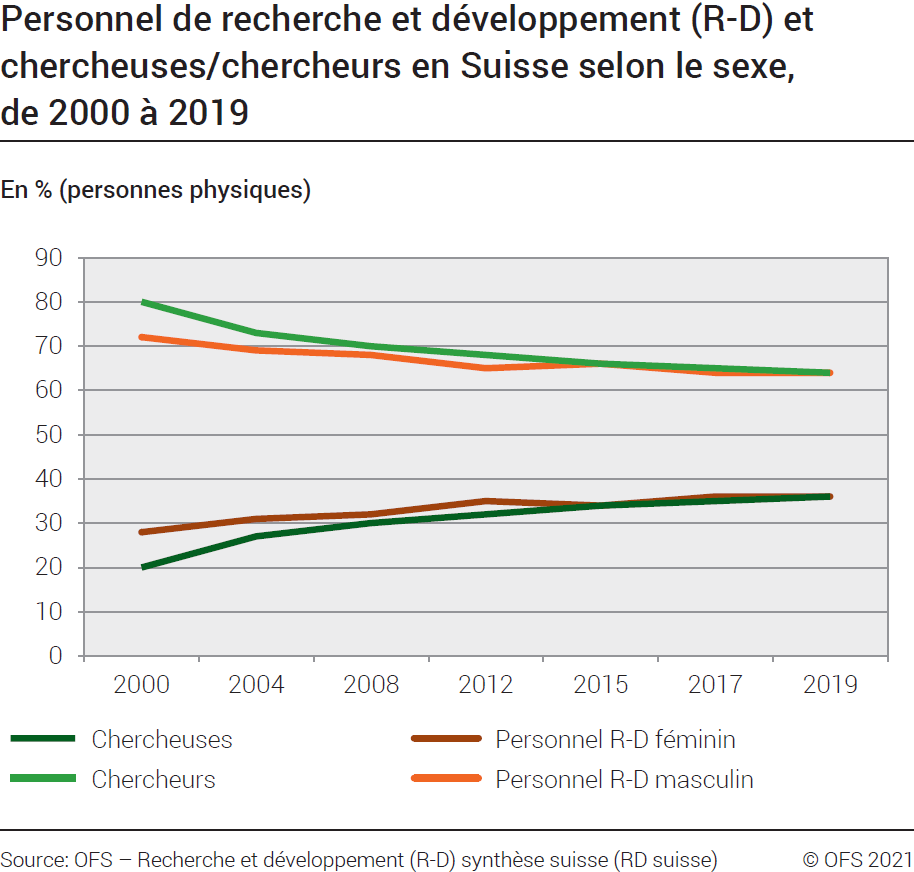 Personnel de recherche et développement (R-D) et
chercheuses/chercheurs en Suisse selon le sexe,
de 2000 à 2019
En % (personnes physiques)
90
80
70
60
50
40
30
20
10
0
2000 2004 2008 2012 2015 2017 2019
Chercheuses Personnel R-D féminin
Chercheurs Personnel R-D masculin
Source: OFS – Recherche et développement (R-D) synthèse suisse (RD suisse) © OFS 2021